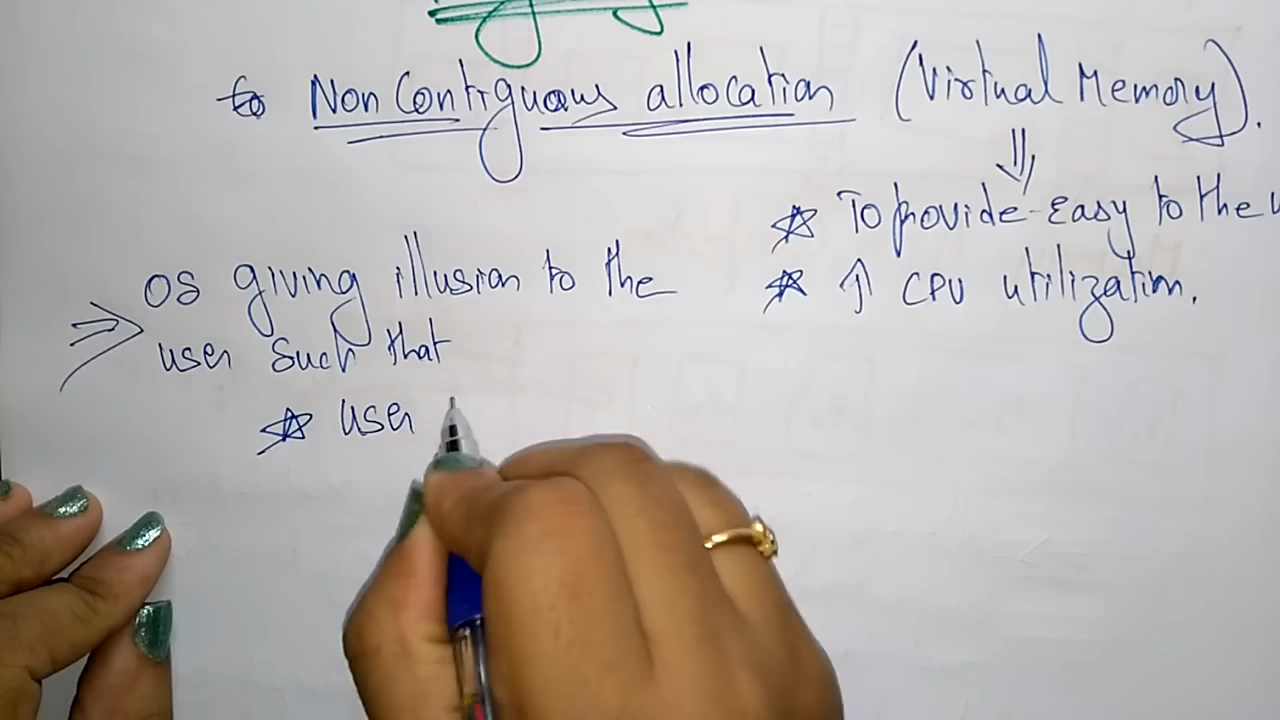 Non Contiguous allocation (Virtual Memory).
⇓
☆ To provide Easy to the
☆ ↑ CPU utilization.
⇒ OS giving illusion to the
user such that
☆ user